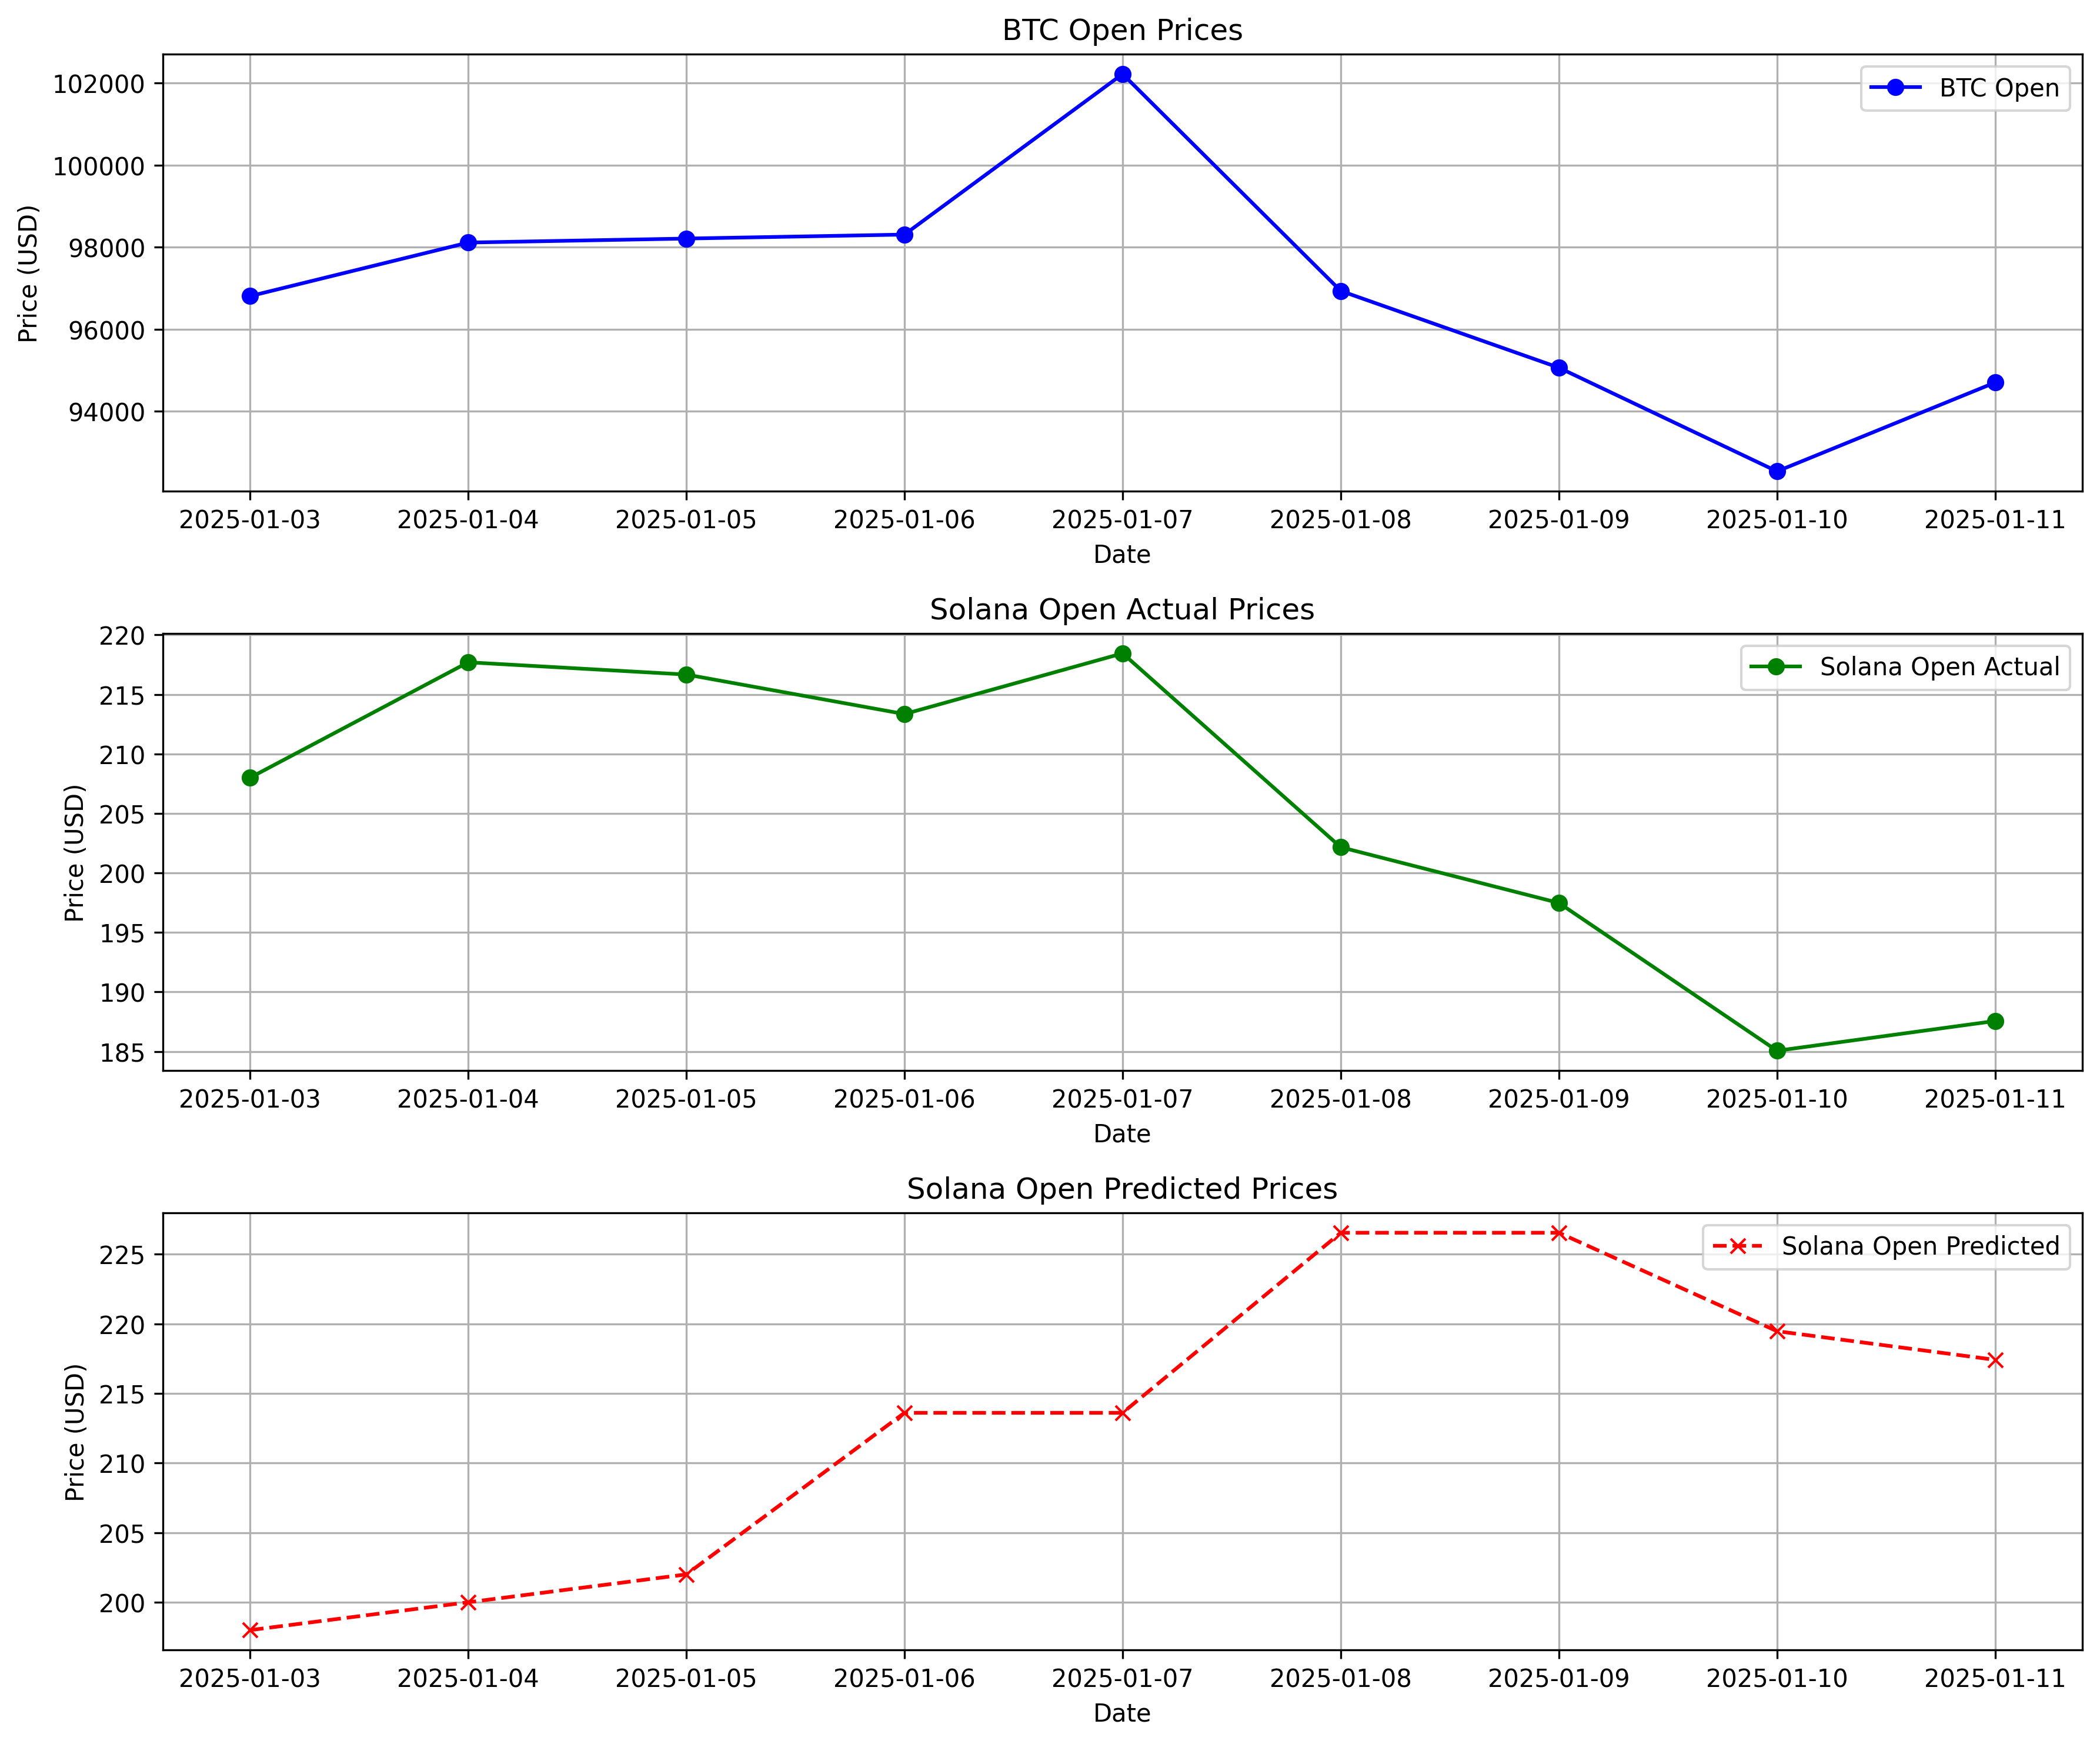 BTC Open Prices
BTC Open
102000
100000
98000
96000
94000
Price (USD)
2025-01-03 2025-01-04 2025-01-05 2025-01-06 2025-01-07 2025-01-08 2025-01-09 2025-01-10 2025-01-11
Date
Solana Open Actual Prices
Solana Open Actual
220
215
210
205
200
195
190
185
Price (USD)
2025-01-03 2025-01-04 2025-01-05 2025-01-06 2025-01-07 2025-01-08 2025-01-09 2025-01-10 2025-01-11
Date
Solana Open Predicted Prices
Solana Open Predicted
225
220
215
210
205
200
Price (USD)
2025-01-03 2025-01-04 2025-01-05 2025-01-06 2025-01-07 2025-01-08 2025-01-09 2025-01-10 2025-01-11
Date